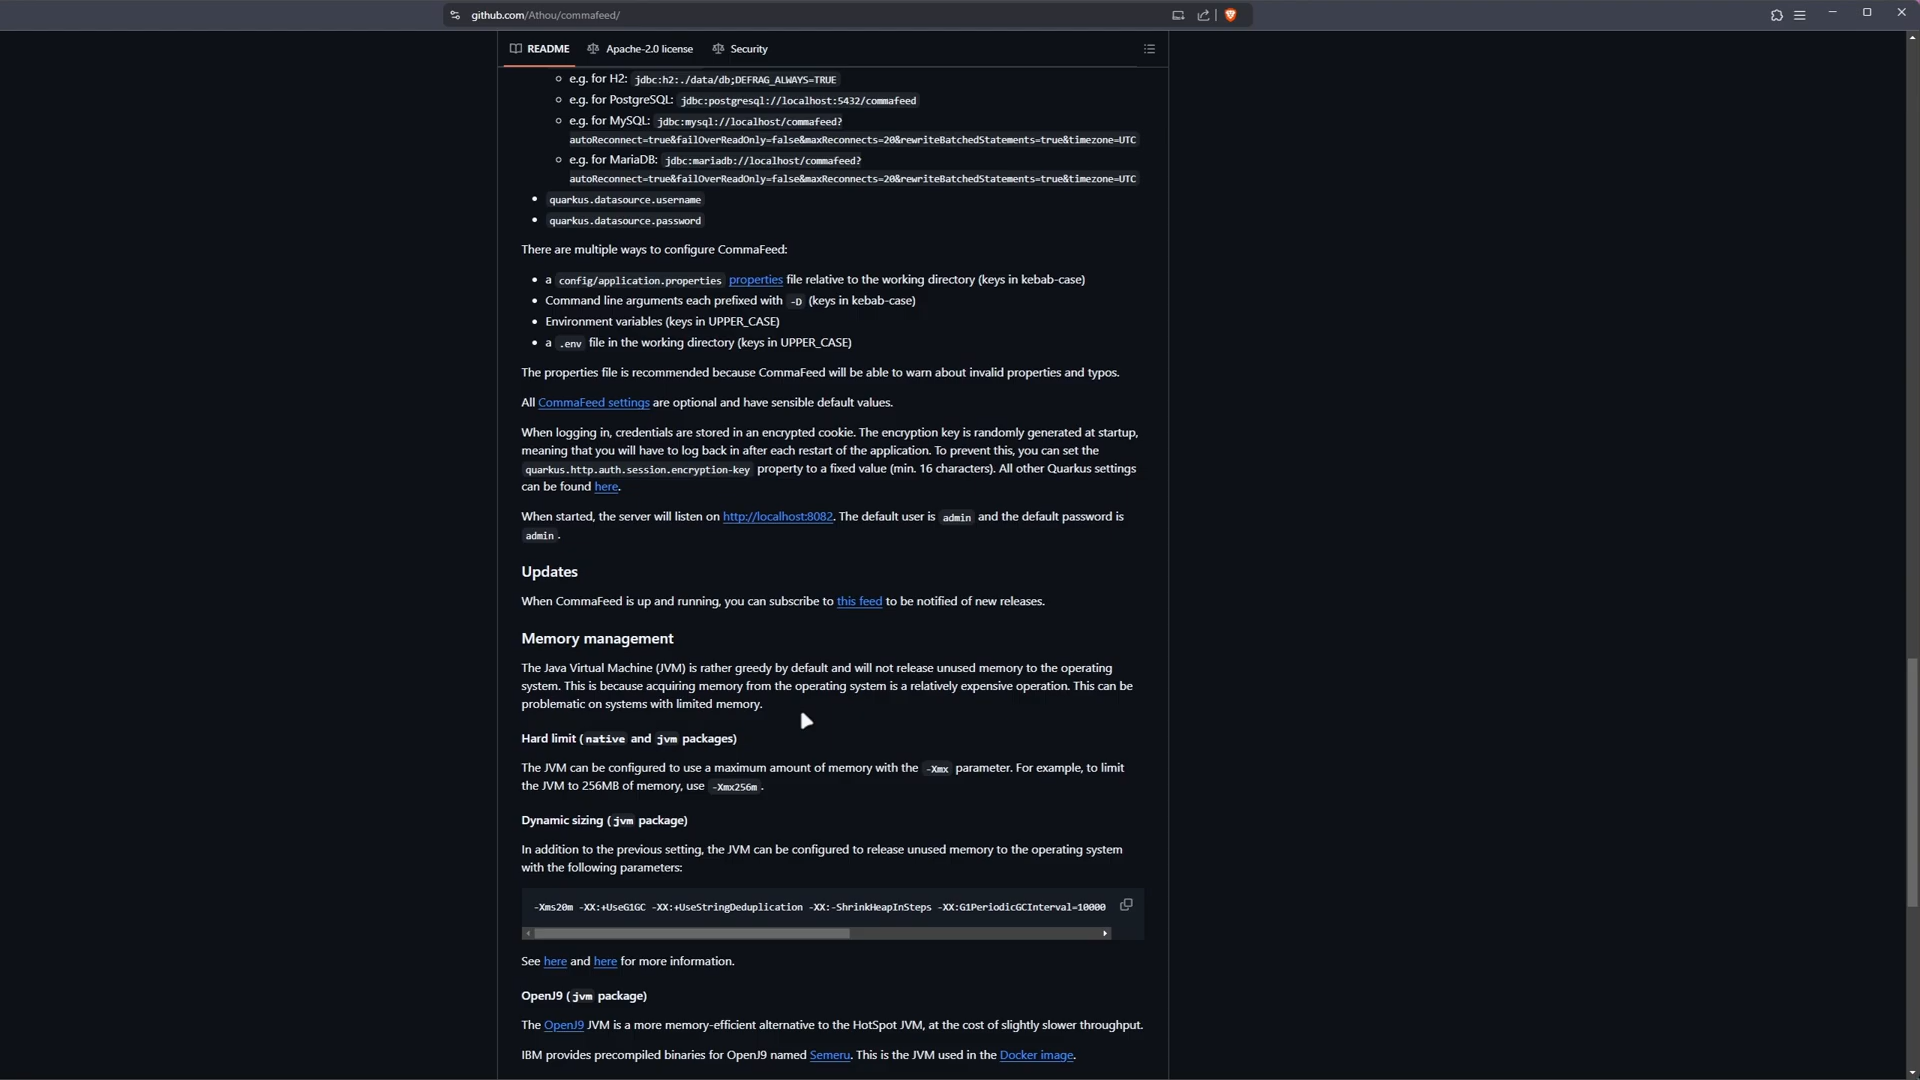 github.com/Athou/commafeed/
README
Apache-2.0 license
Security
e.g. for H2: jdbc:h2:./data/db;DEFRAG_ALWAYS=TRUE
e.g. for PostgreSQL: jdbc:postgresql://localhost:5432/commafeed
e.g. for MySQL: jdbc:mysql://localhost/commafeed?
autoReconnect=true&failOverReadOnly=false&maxReconnects=20&rewriteBatchedStatements=true&timezone=UTC
e.g. for MariaDB: jdbc:mariadb://localhost/commafeed?
autoReconnect=true&failOverReadOnly=false&maxReconnects=20&rewriteBatchedStatements=true&timezone=UTC
quarkus.datasource.username
quarkus.datasource.password
There are multiple ways to configure CommaFeed:
a config/application.properties properties file relative to the working directory (keys in kebab-case)
Command line arguments each prefixed with -D (keys in kebab-case)
Environment variables (keys in UPPER_CASE)
a .env file in the working directory (keys in UPPER_CASE)
The properties file is recommended because CommaFeed will be able to warn about invalid properties and typos.
All CommaFeed settings are optional and have sensible default values.
When logging in, credentials are stored in an encrypted cookie. The encryption key is randomly generated at startup,
meaning that you will have to log back in after each restart of the application. To prevent this, you can set the
quarkus.http.auth.session.encryption-key property to a fixed value (min. 16 characters). All other Quarkus settings
can be found here.
When started, the server will listen on http://localhost:8082. The default user is admin and the default password is
admin.
Updates
When CommaFeed is up and running, you can subscribe to this feed to be notified of new releases.
Memory management
The Java Virtual Machine (JVM) is rather greedy by default and will not release unused memory to the operating
system. This is because acquiring memory from the operating system is a relatively expensive operation. This can be
problematic on systems with limited memory.
Hard limit (native and jvm packages)
The JVM can be configured to use a maximum amount of memory with the -Xmx parameter. For example, to limit
the JVM to 256MB of memory, use -Xmx256m.
Dynamic sizing (jvm package)
In addition to the previous setting, the JVM can be configured to release unused memory to the operating system
with the following parameters:
-Xms20m -XX:+UseG1GC -XX:+UseStringDeduplication -XX:-ShrinkHeapInSteps -XX:G1PeriodicGCInterval=10000
See here and here for more information.
OpenJ9 (jvm package)
The OpenJ9 JVM is a more memory-efficient alternative to the HotSpot JVM, at the cost of slightly slower throughput.
IBM provides precompiled binaries for OpenJ9 named Semeru. This is the JVM used in the Docker image.